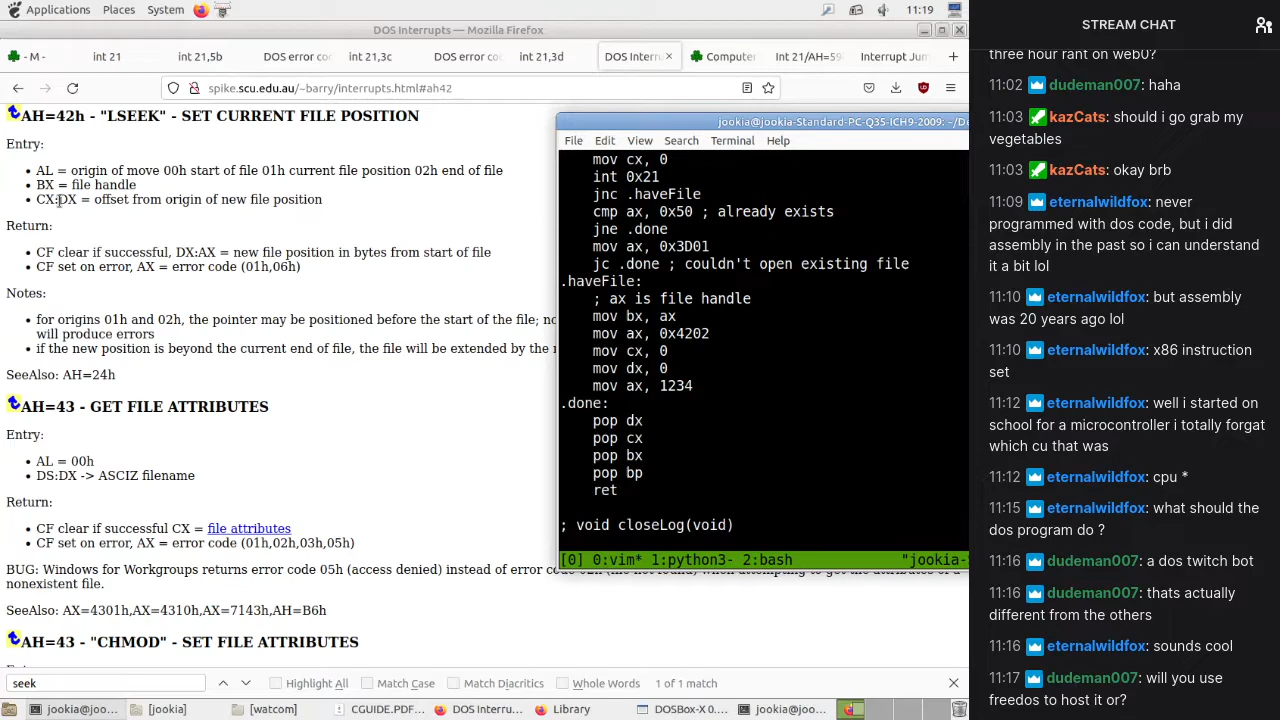 Applications Places System 11:19
DOS Interrupts — Mozilla Firefox
- M - int 21 int 21,5b DOS error co int 21,3c DOS error co int 21,3d DOS Interru Computer Int 21/AH=59 Interrupt Jum
spike.scu.edu.au/~barry/interrupts.html#ah42
AH=42h - "LSEEK" - SET CURRENT FILE POSITION
Entry:
AL = origin of move 00h start of file 01h current file position 02h end of file
BX = file handle
CX:DX = offset from origin of new file position
Return:
CF clear if successful, DX:AX = new file position in bytes from start of file
CF set on error, AX = error code (01h,06h)
Notes:
for origins 01h and 02h, the pointer may be positioned before the start of the file; no
will produce errors
if the new position is beyond the current end of file, the file will be extended by the
SeeAlso: AH=24h
AH=43 - GET FILE ATTRIBUTES
Entry:
AL = 00h
DS:DX -> ASCIZ filename
Return:
CF clear if successful CX = file attributes
CF set on error, AX = error code (01h,02h,03h,05h)
BUG: Windows for Workgroups returns error code 05h (access denied) instead of error
nonexistent file.
SeeAlso: AX=4301h,AX=4310h,AX=7143h,AH=B6h
AH=43 - "CHMOD" - SET FILE ATTRIBUTES
seek Highlight All Match Case Match Diacritics Whole Words 1 of 1 match
jookia@joo... [jookia] [watcom] CGUIDE.PDF... DOS Interru... Library DOSBox-X 0.... jookia@joo...
jookia@jookia-Standard-PC-Q35-ICH9-2009: ~/De
File Edit View Search Terminal Help
mov cx, 0
int 0x21
jnc .haveFile
cmp ax, 0x50 ; already exists
jne .done
mov ax, 0x3D01
jc .done ; couldn't open existing file
.haveFile:
; ax is file handle
mov bx, ax
mov ax, 0x4202
mov cx, 0
mov dx, 0
mov ax, 1234
.done:
pop dx
pop cx
pop bx
pop bp
ret
; void closeLog(void)
[0] 0:vim* 1:python3- 2:bash "jookia-
STREAM CHAT
three hour rant on web0?
11:02 dudeman007: haha
11:03 kazCats: should i go grab my
vegetables
11:03 kazCats: okay brb
11:09 eternalwildfox: never
programmed with dos code, but i did
assembly in the past so i can understand
it a bit lol
11:10 eternalwildfox: but assembly
was 20 years ago lol
11:10 eternalwildfox: x86 instruction
set
11:12 eternalwildfox: well i started on
school for a microcontroller i totally forgat
which cu that was
11:12 eternalwildfox: cpu *
11:15 eternalwildfox: what should the
dos program do ?
11:16 dudeman007: a dos twitch bot
11:16 dudeman007: thats actually
different from the others
11:16 eternalwildfox: sounds cool
11:17 dudeman007: will you use
freedos to host it or?